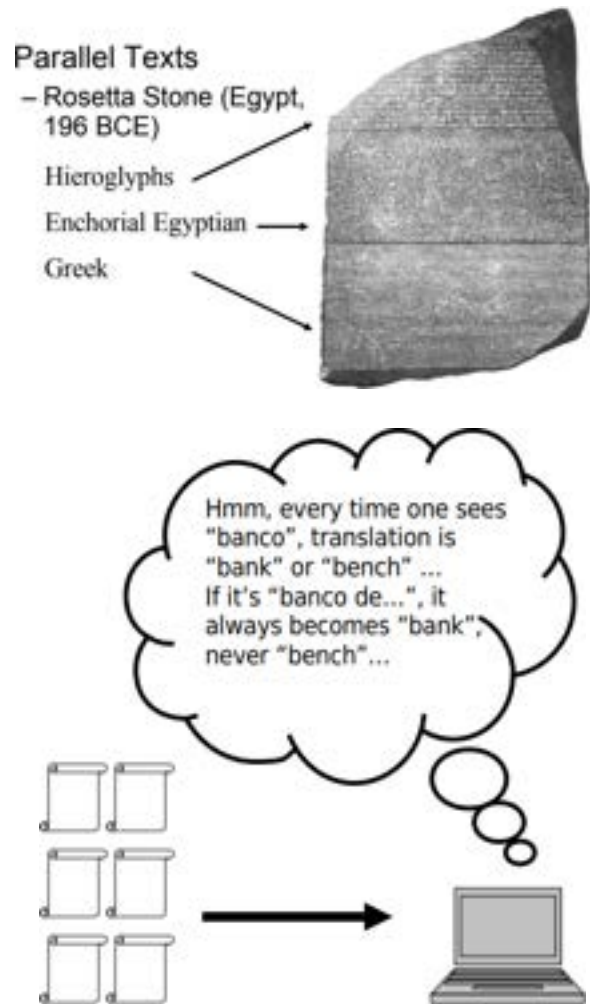 Parallel Texts
– Rosetta Stone (Egypt,
196 BCE)
Hieroglyphs
Enchorial Egyptian
Greek
Hmm, every time one sees
“banco”, translation is
“bank” or “bench” ...
If it's “banco de...“, it
always becomes “bank”,
never “bench”...